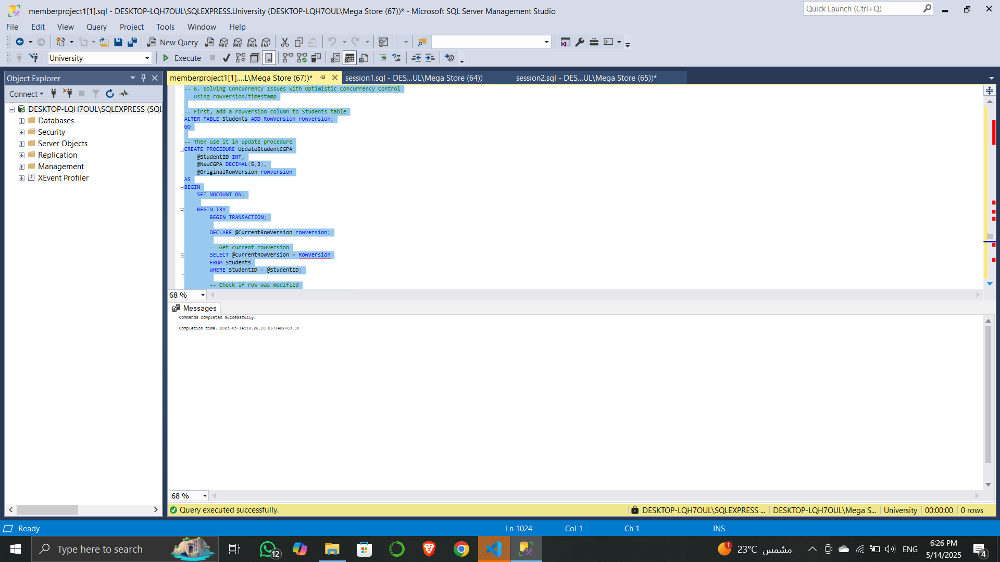 memberproject1[1].sql - DESKTOP-LQH7OUL\SQLEXPRESS.University (DESKTOP-LQH7OUL\Mega Store (67))* - Microsoft SQL Server Management Studio
Quick Launch (Ctrl+Q)
File Edit View Query Project Tools Window Help
New Query MDX DMX XMLA DAX
University Execute
Object Explorer
memberproject1[1]....L\Mega Store (67))* session1.sql - DES...UL\Mega Store (64)) session2.sql - DES...UL\Mega Store (65))*
Connect
DESKTOP-LQH7OUL\SQLEXPRESS (SQL
Databases
Security
Server Objects
Replication
Management
XEvent Profiler
-- 6. Solving Concurrency Issues with Optimistic Concurrency Control
-- Using rowversion/timestamp
-- First, add a rowversion column to Students table
ALTER TABLE Students ADD RowVersion rowversion;
GO
-- Then use it in update procedure
CREATE PROCEDURE UpdateStudentCGPA
@StudentID INT,
@NewCGPA DECIMAL(5,2),
@OriginalRowVersion rowversion
AS
BEGIN
SET NOCOUNT ON;
BEGIN TRY
BEGIN TRANSACTION;
DECLARE @CurrentRowVersion rowversion;
-- Get current rowversion
SELECT @CurrentRowVersion = RowVersion
FROM Students
WHERE StudentID = @StudentID;
-- Check if row was modified
68 %
Messages
Commands completed successfully.
Completion time: 2025-05-14T18:26:10.0671482+03:00
68 %
Query executed successfully. DESKTOP-LQH7OUL\SQLEXPRESS ... DESKTOP-LQH7OUL\Mega S... University 00:00:00 0 rows
Ready Ln 1024 Col 1 Ch 1 INS
Type here to search 12 1 23°C مشمس ENG 6:26 PM
5/14/2025 4